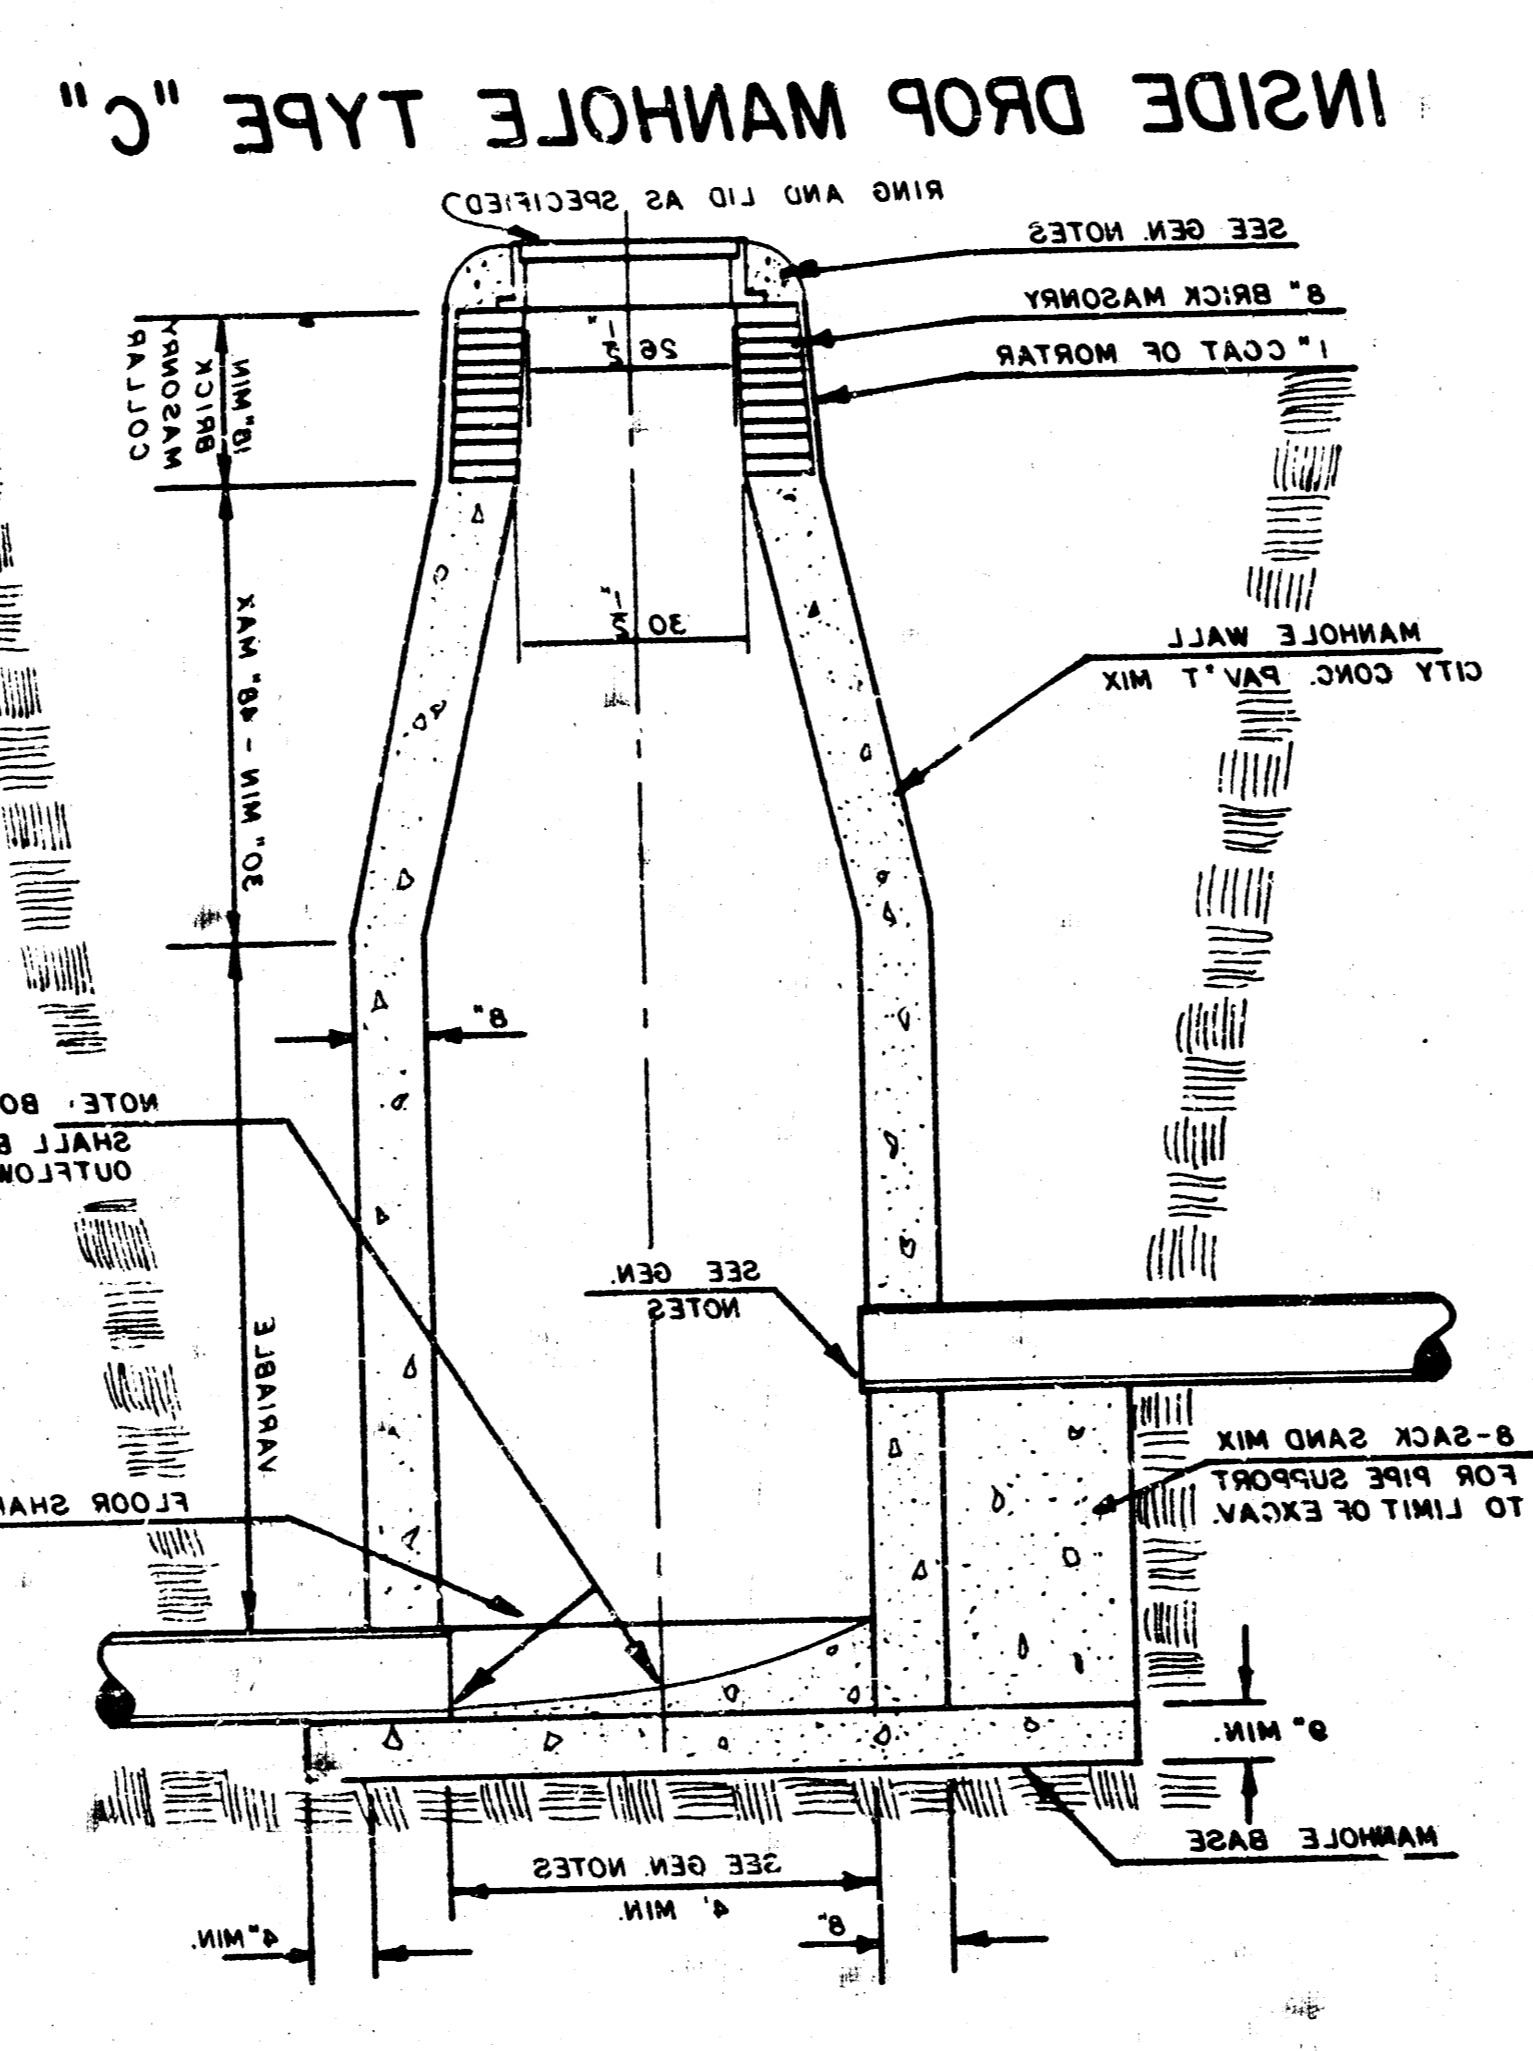 INSIDE DROP MANHOLE TYPE "C"
RING AND LID AS SPECIFIED
SEE GEN. NOTES
8" BRICK MASONRY
1" COAT OF MORTAR
18" MIN
BRICK
MASONRY
COLLAR
26 1/2"
30" MIN - 48" MAX
30 1/2"
MANHOLE WALL
CITY CONC. PAV'T MIX
8"
NOTE: BO
SHALL B
OUTFLOW
SEE GEN.
NOTES
VARIABLE
8-SACK SAND MIX
FOR PIPE SUPPORT
TO LIMIT OF EXCAV.
FLOOR SHA
9" MIN.
MANHOLE BASE
SEE GEN. NOTES
4' MIN.
8"
4" MIN.